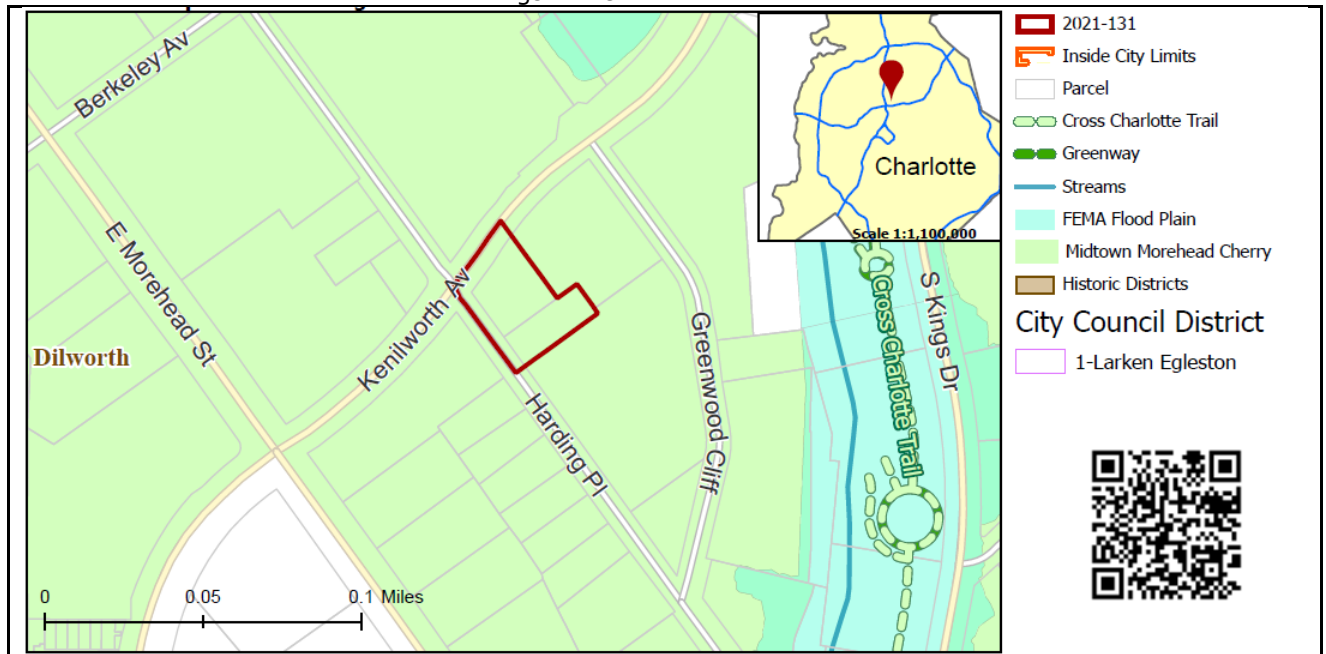 Berkeley Av
E Morehead St
Dilworth
Kenilworth Av
Harding Pl
Greenwood Cliff
Cross Charlotte Trail
S Kings Dr
0 0.05 0.1 Miles
Charlotte
Scale 1:1,100,000
2021-131
Inside City Limits
Parcel
Cross Charlotte Trail
Greenway
Streams
FEMA Flood Plain
Midtown Morehead Cherry
Historic Districts
City Council District
1-Larken Egleston